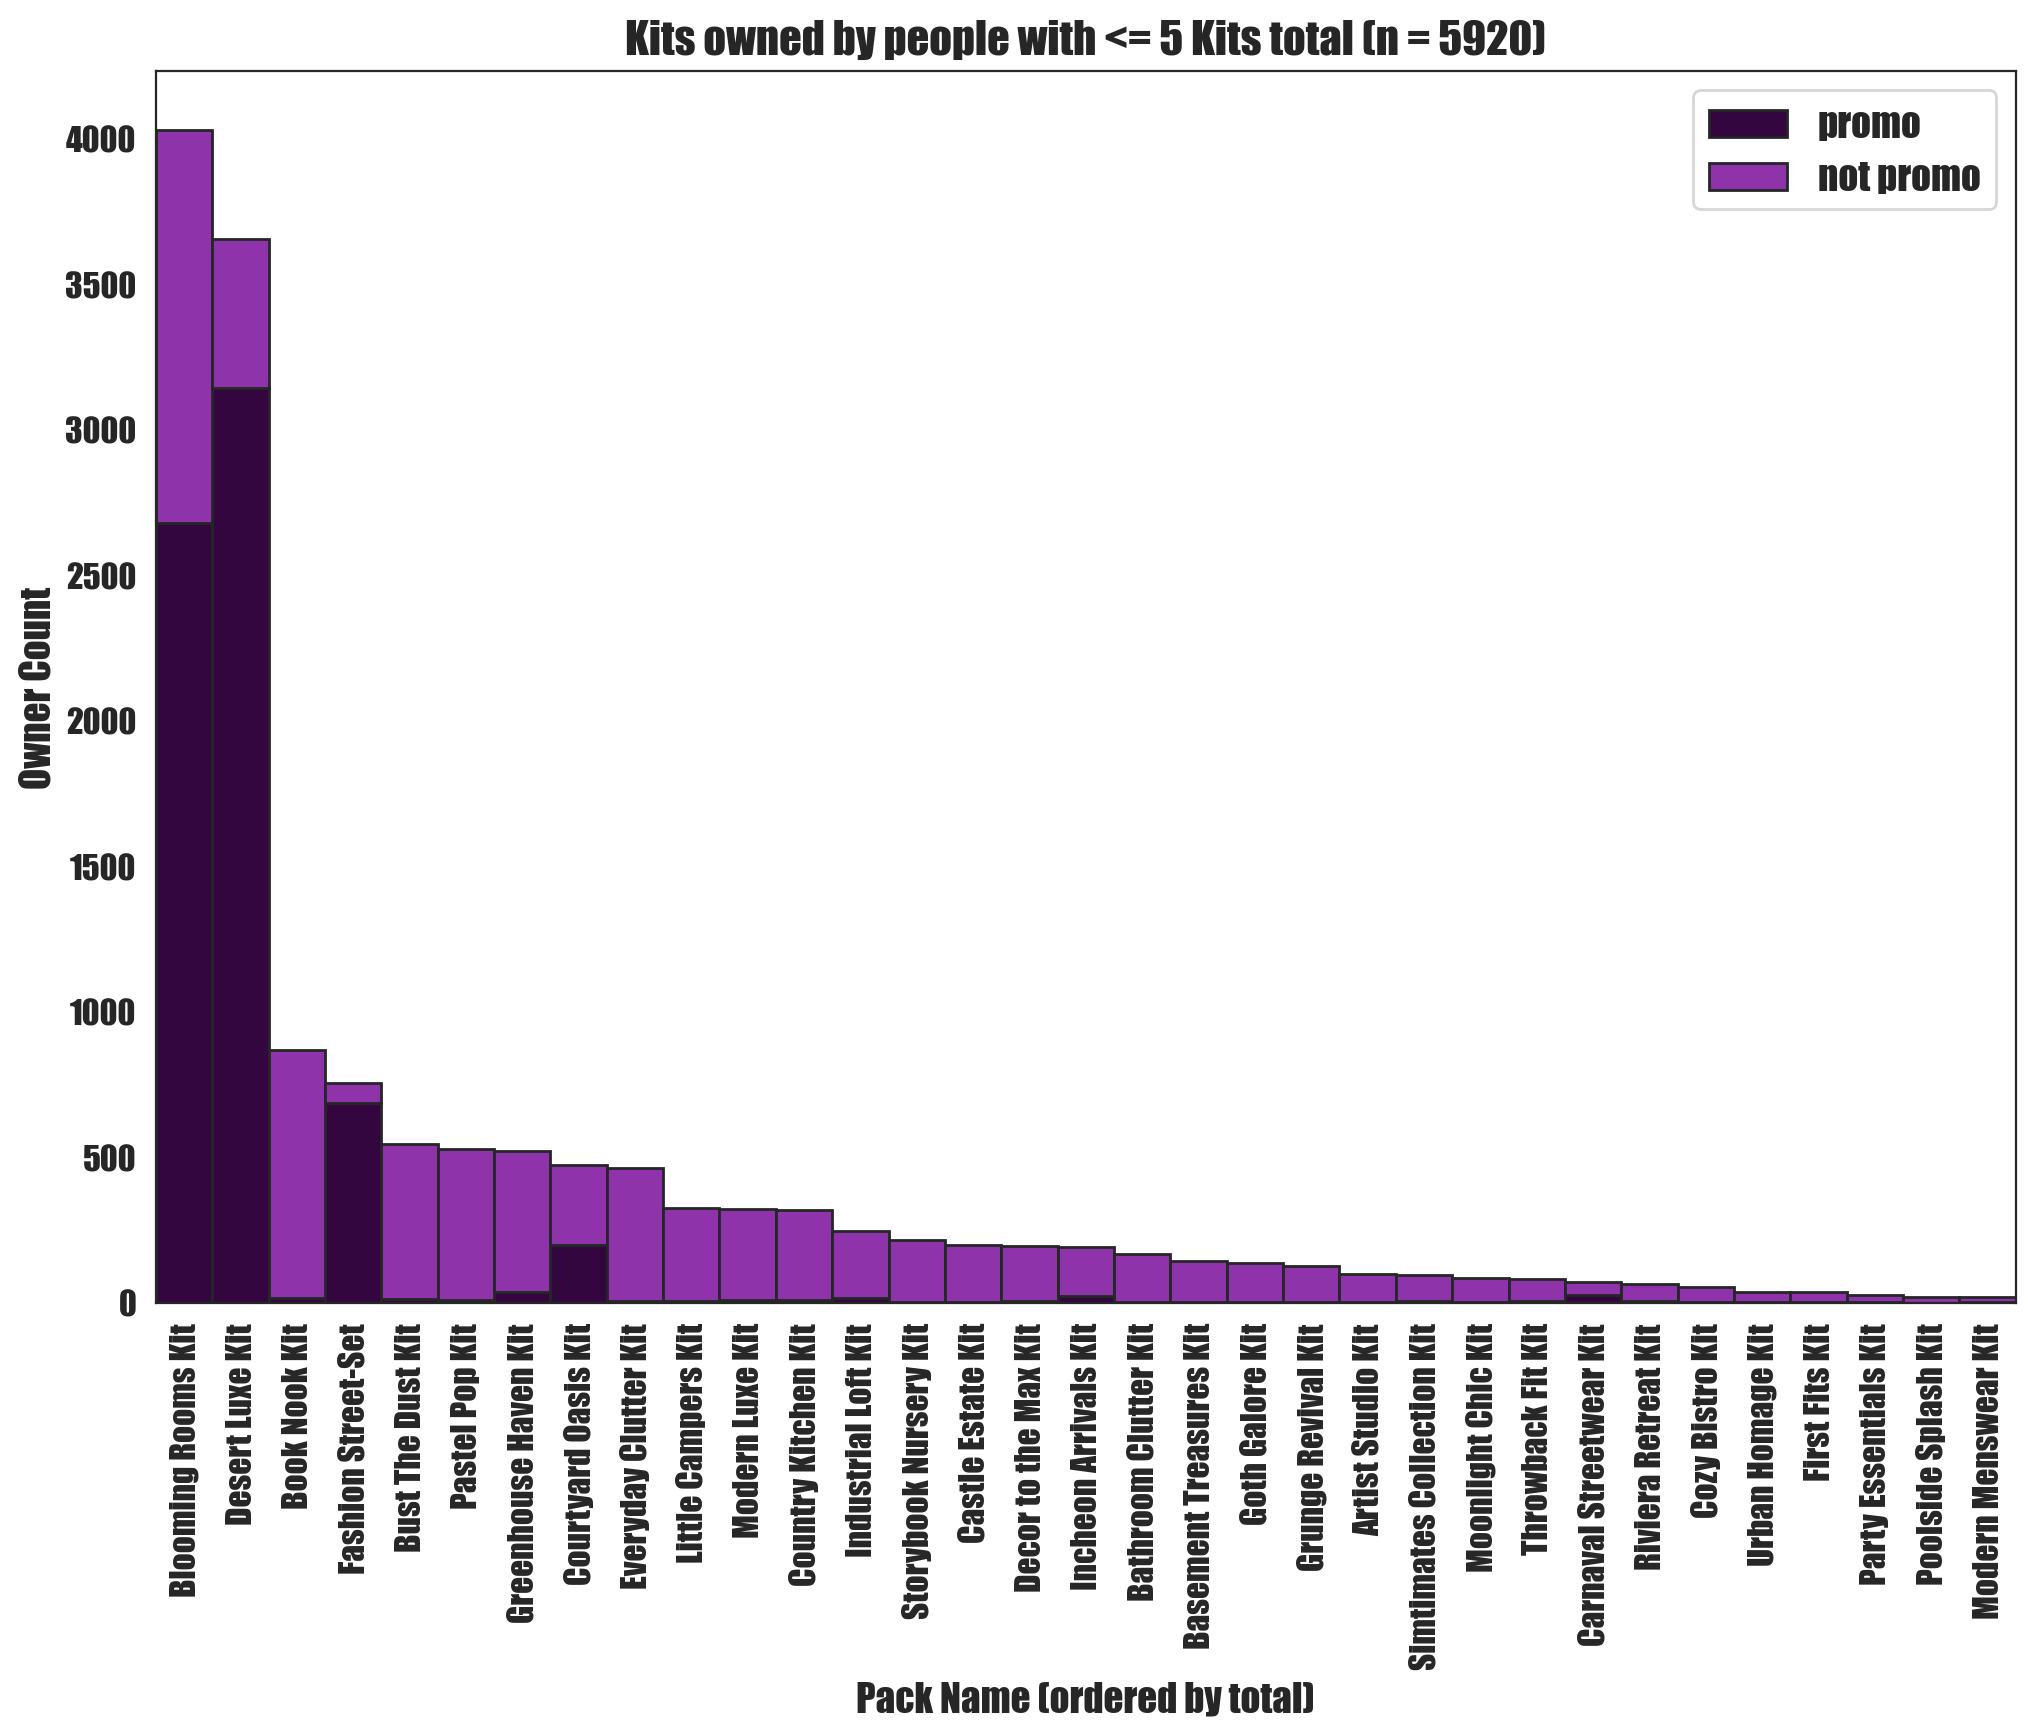 Kits owned by people with <= 5 Kits total (n = 5920)
promo
not promo
Owner Count
4000
3500
3000
2500
2000
1500
1000
500
0
Blooming Rooms Kit
Desert Luxe Kit
Book Nook Kit
Fashion Street-Set
Bust The Dust Kit
Pastel Pop Kit
Greenhouse Haven Kit
Courtyard Oasis Kit
Everyday Clutter Kit
Little Campers Kit
Modern Luxe Kit
Country Kitchen Kit
Industrial Loft Kit
Storybook Nursery Kit
Castle Estate Kit
Decor to the Max Kit
Incheon Arrivals Kit
Bathroom Clutter Kit
Basement Treasures Kit
Goth Galore Kit
Grunge Revival Kit
Artist Studio Kit
Simtimates Collection Kit
Moonlight Chic Kit
Throwback Fit Kit
Carnaval Streetwear Kit
Riviera Retreat Kit
Cozy Bistro Kit
Urban Homage Kit
First Fits Kit
Party Essentials Kit
Poolside Splash Kit
Modern Menswear Kit
Pack Name (ordered by total)